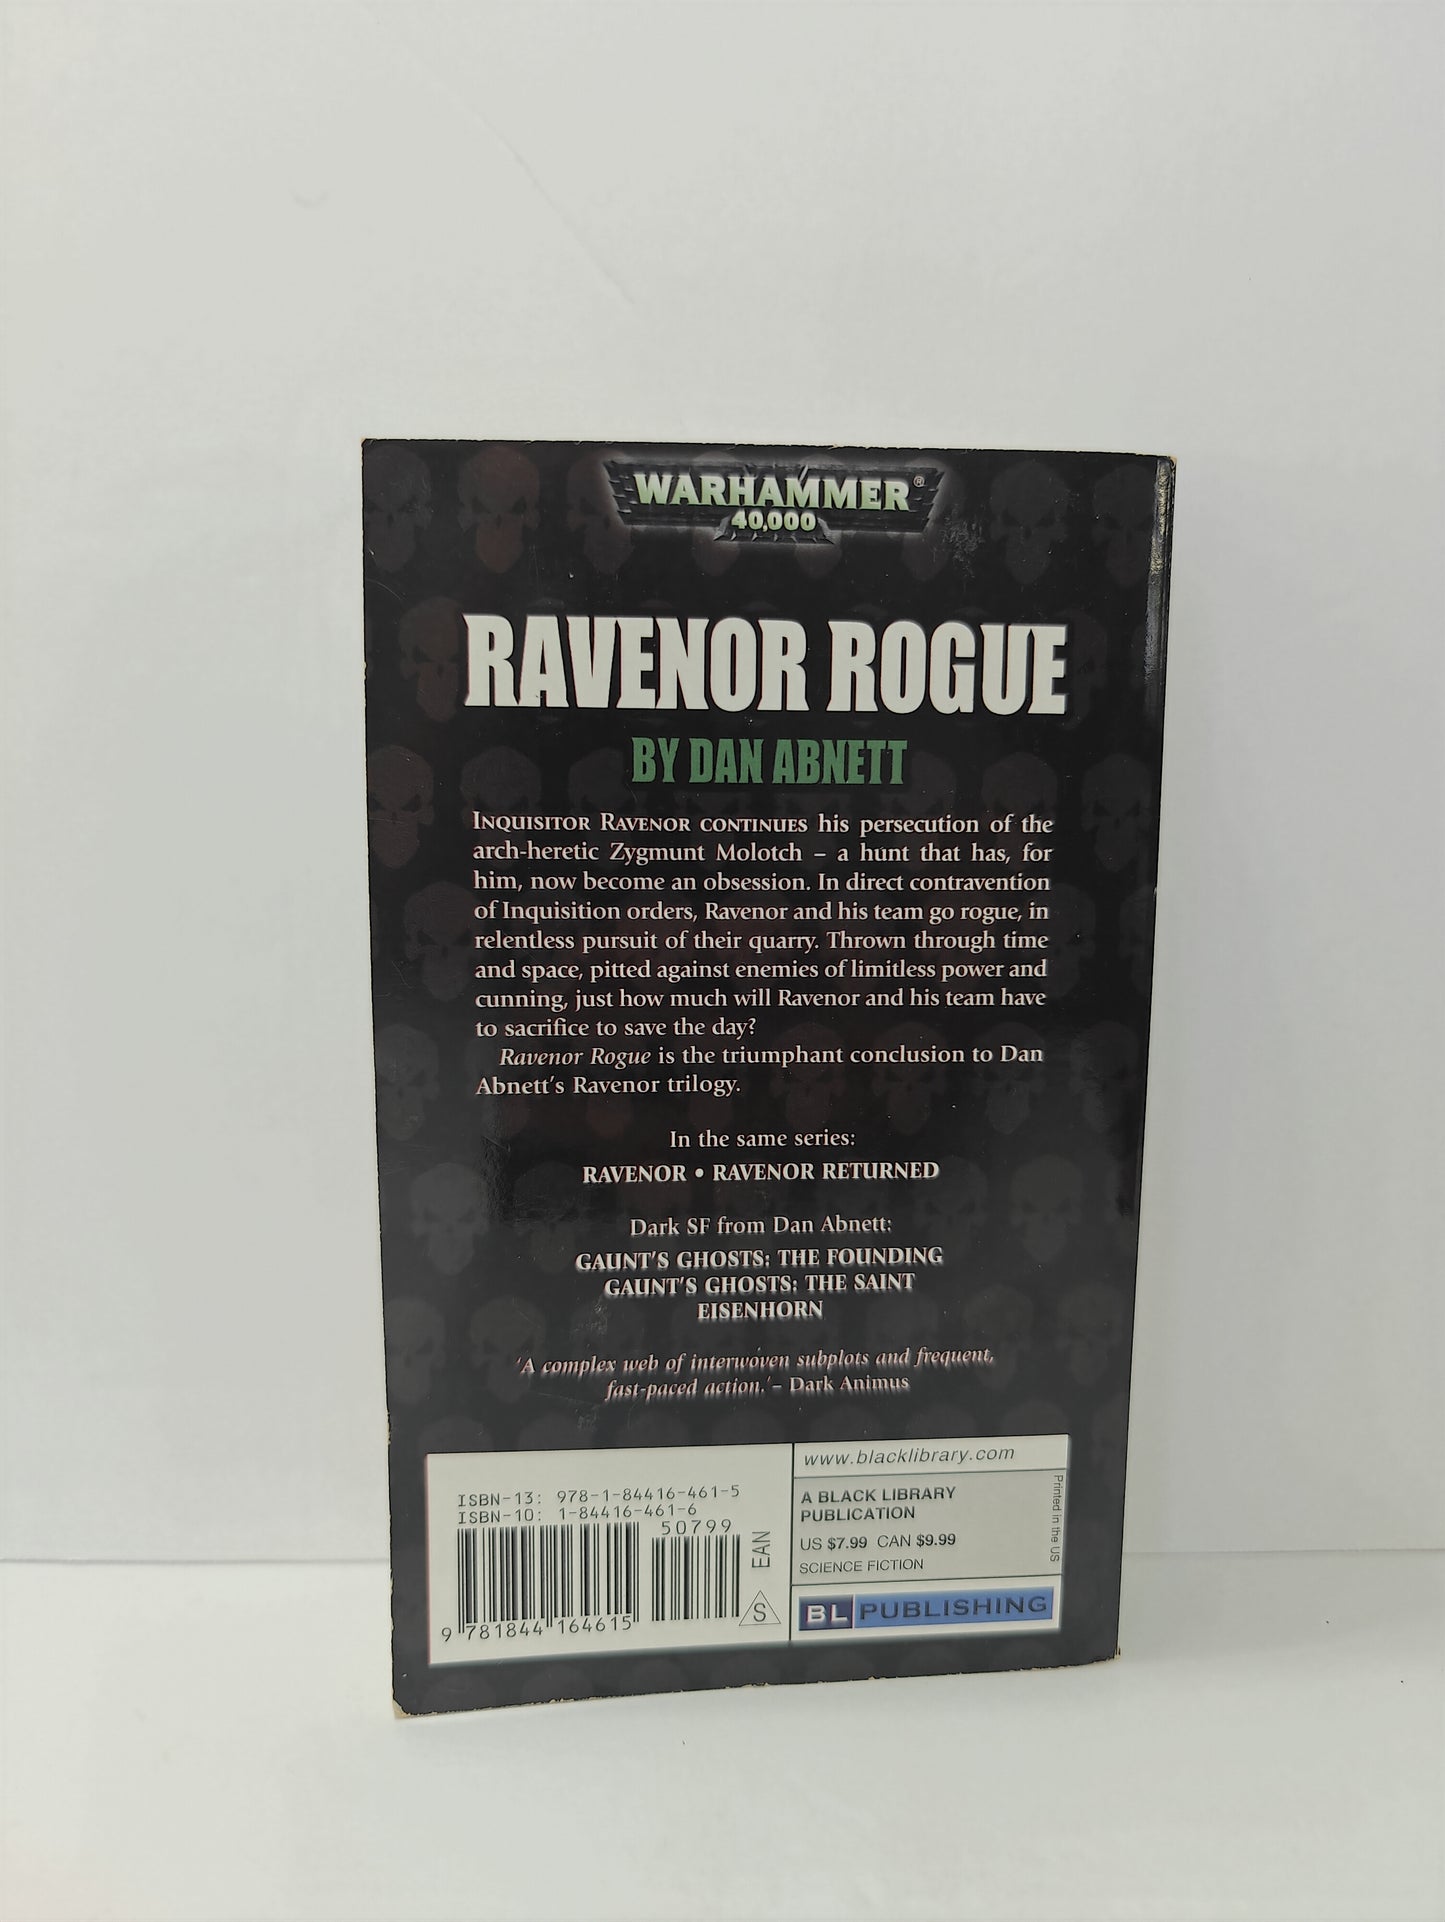 WARHAMMER®
40,000
RAVENOR ROGUE
BY DAN ABNETT
INQUISITOR RAVENOR CONTINUES his persecution of the
arch-heretic Zygmunt Molotch – a hunt that has, for
him, now become an obsession. In direct contravention
of Inquisition orders, Ravenor and his team go rogue, in
relentless pursuit of their quarry. Thrown through time
and space, pitted against enemies of limitless power and
cunning, just how much will Ravenor and his team have
to sacrifice to save the day?
Ravenor Rogue is the triumphant conclusion to Dan
Abnett's Ravenor trilogy.
In the same series:
RAVENOR • RAVENOR RETURNED
Dark SF from Dan Abnett:
GAUNT'S GHOSTS: THE FOUNDING
GAUNT'S GHOSTS: THE SAINT
EISENHORN
'A complex web of interwoven subplots and frequent,
fast-paced action.' – Dark Animus
ISBN-13: 978-1-84416-461-5
ISBN-10: 1-84416-461-6
50799
EAN
S
9 781844 164615
www.blacklibrary.com
A BLACK LIBRARY
PUBLICATION
US $7.99 CAN $9.99
SCIENCE FICTION
Printed in the US
BL PUBLISHING